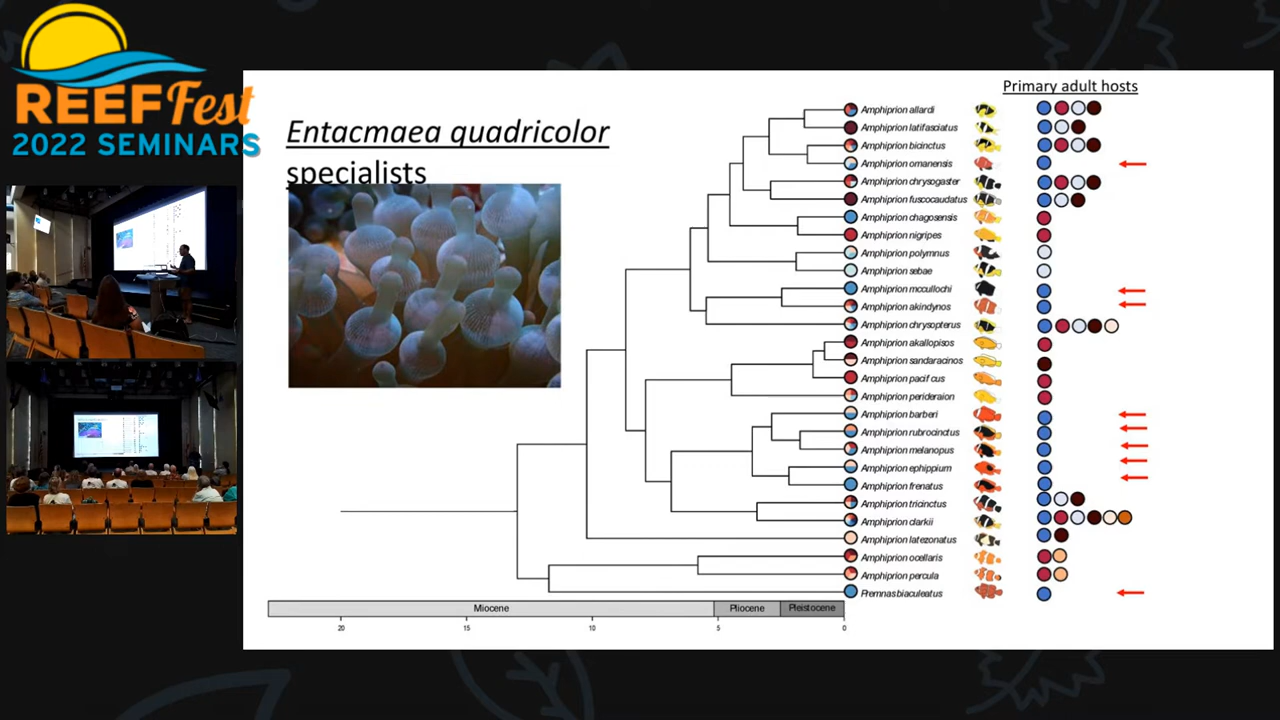 REEF Fest
2022 SEMINARS
Entacmaea quadricolor
specialists
Primary adult hosts
Amphiprion allardi
Amphiprion latifasciatus
Amphiprion bicinctus
Amphiprion omanensis
Amphiprion chrysogaster
Amphiprion fuscocaudatus
Amphiprion chagosensis
Amphiprion nigripes
Amphiprion polymnus
Amphiprion sebae
Amphiprion mccullochi
Amphiprion akindynos
Amphiprion chrysopterus
Amphiprion akallopisos
Amphiprion sandaracinos
Amphiprion pacif cus
Amphiprion perideraion
Amphiprion barberi
Amphiprion rubrocinctus
Amphiprion melanopus
Amphiprion ephippium
Amphiprion frenatus
Amphiprion tricinctus
Amphiprion clarkii
Amphiprion latezonatus
Amphiprion ocellaris
Amphiprion percula
Premnas biaculeatus
Miocene Pliocene Pleistocene
20 15 10 5 0